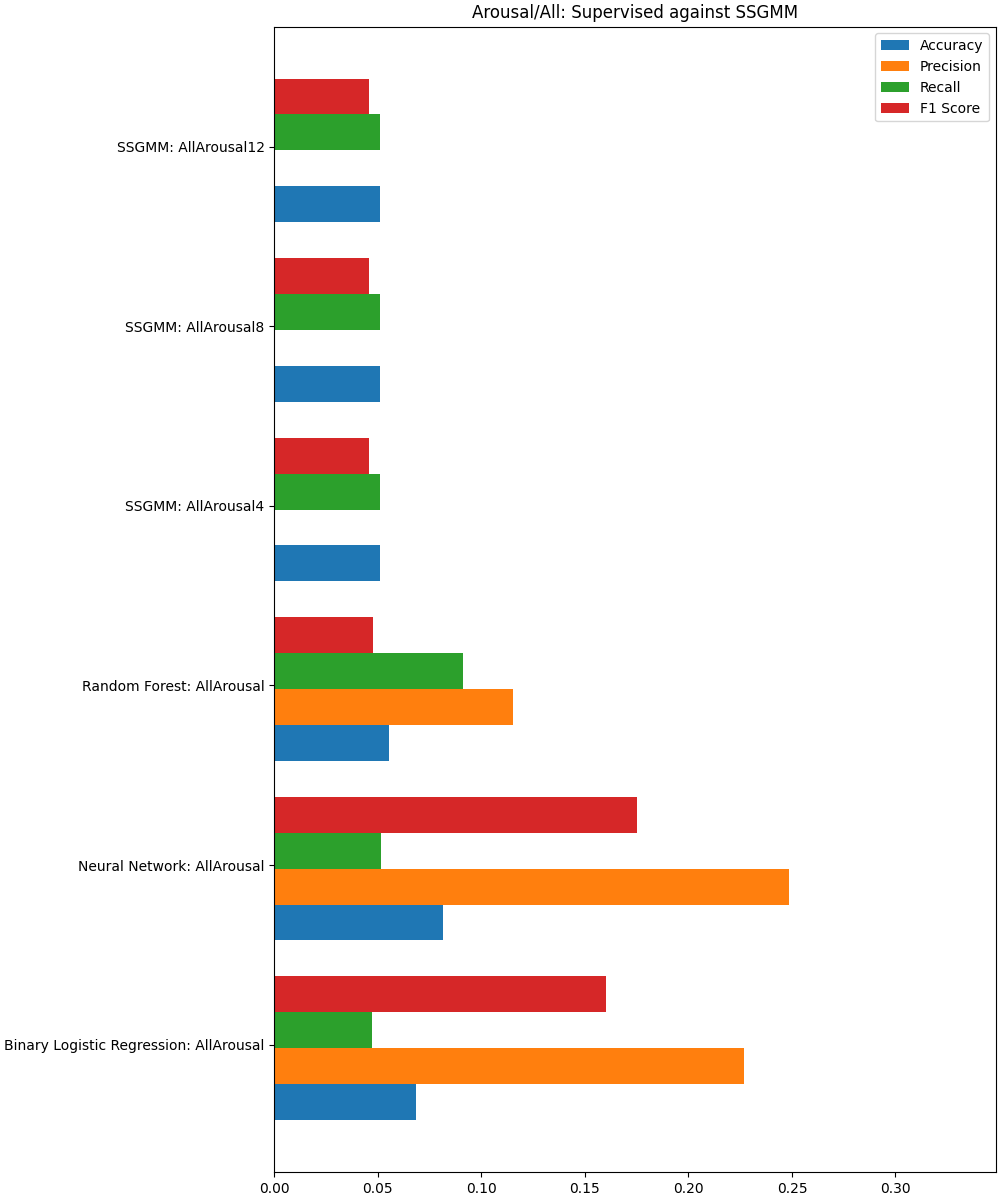 Arousal/All: Supervised against SSGMM
Accuracy
Precision
Recall
F1 Score
SSGMM: AllArousal12
SSGMM: AllArousal8
SSGMM: AllArousal4
Random Forest: AllArousal
Neural Network: AllArousal
Binary Logistic Regression: AllArousal
0.00 0.05 0.10 0.15 0.20 0.25 0.30